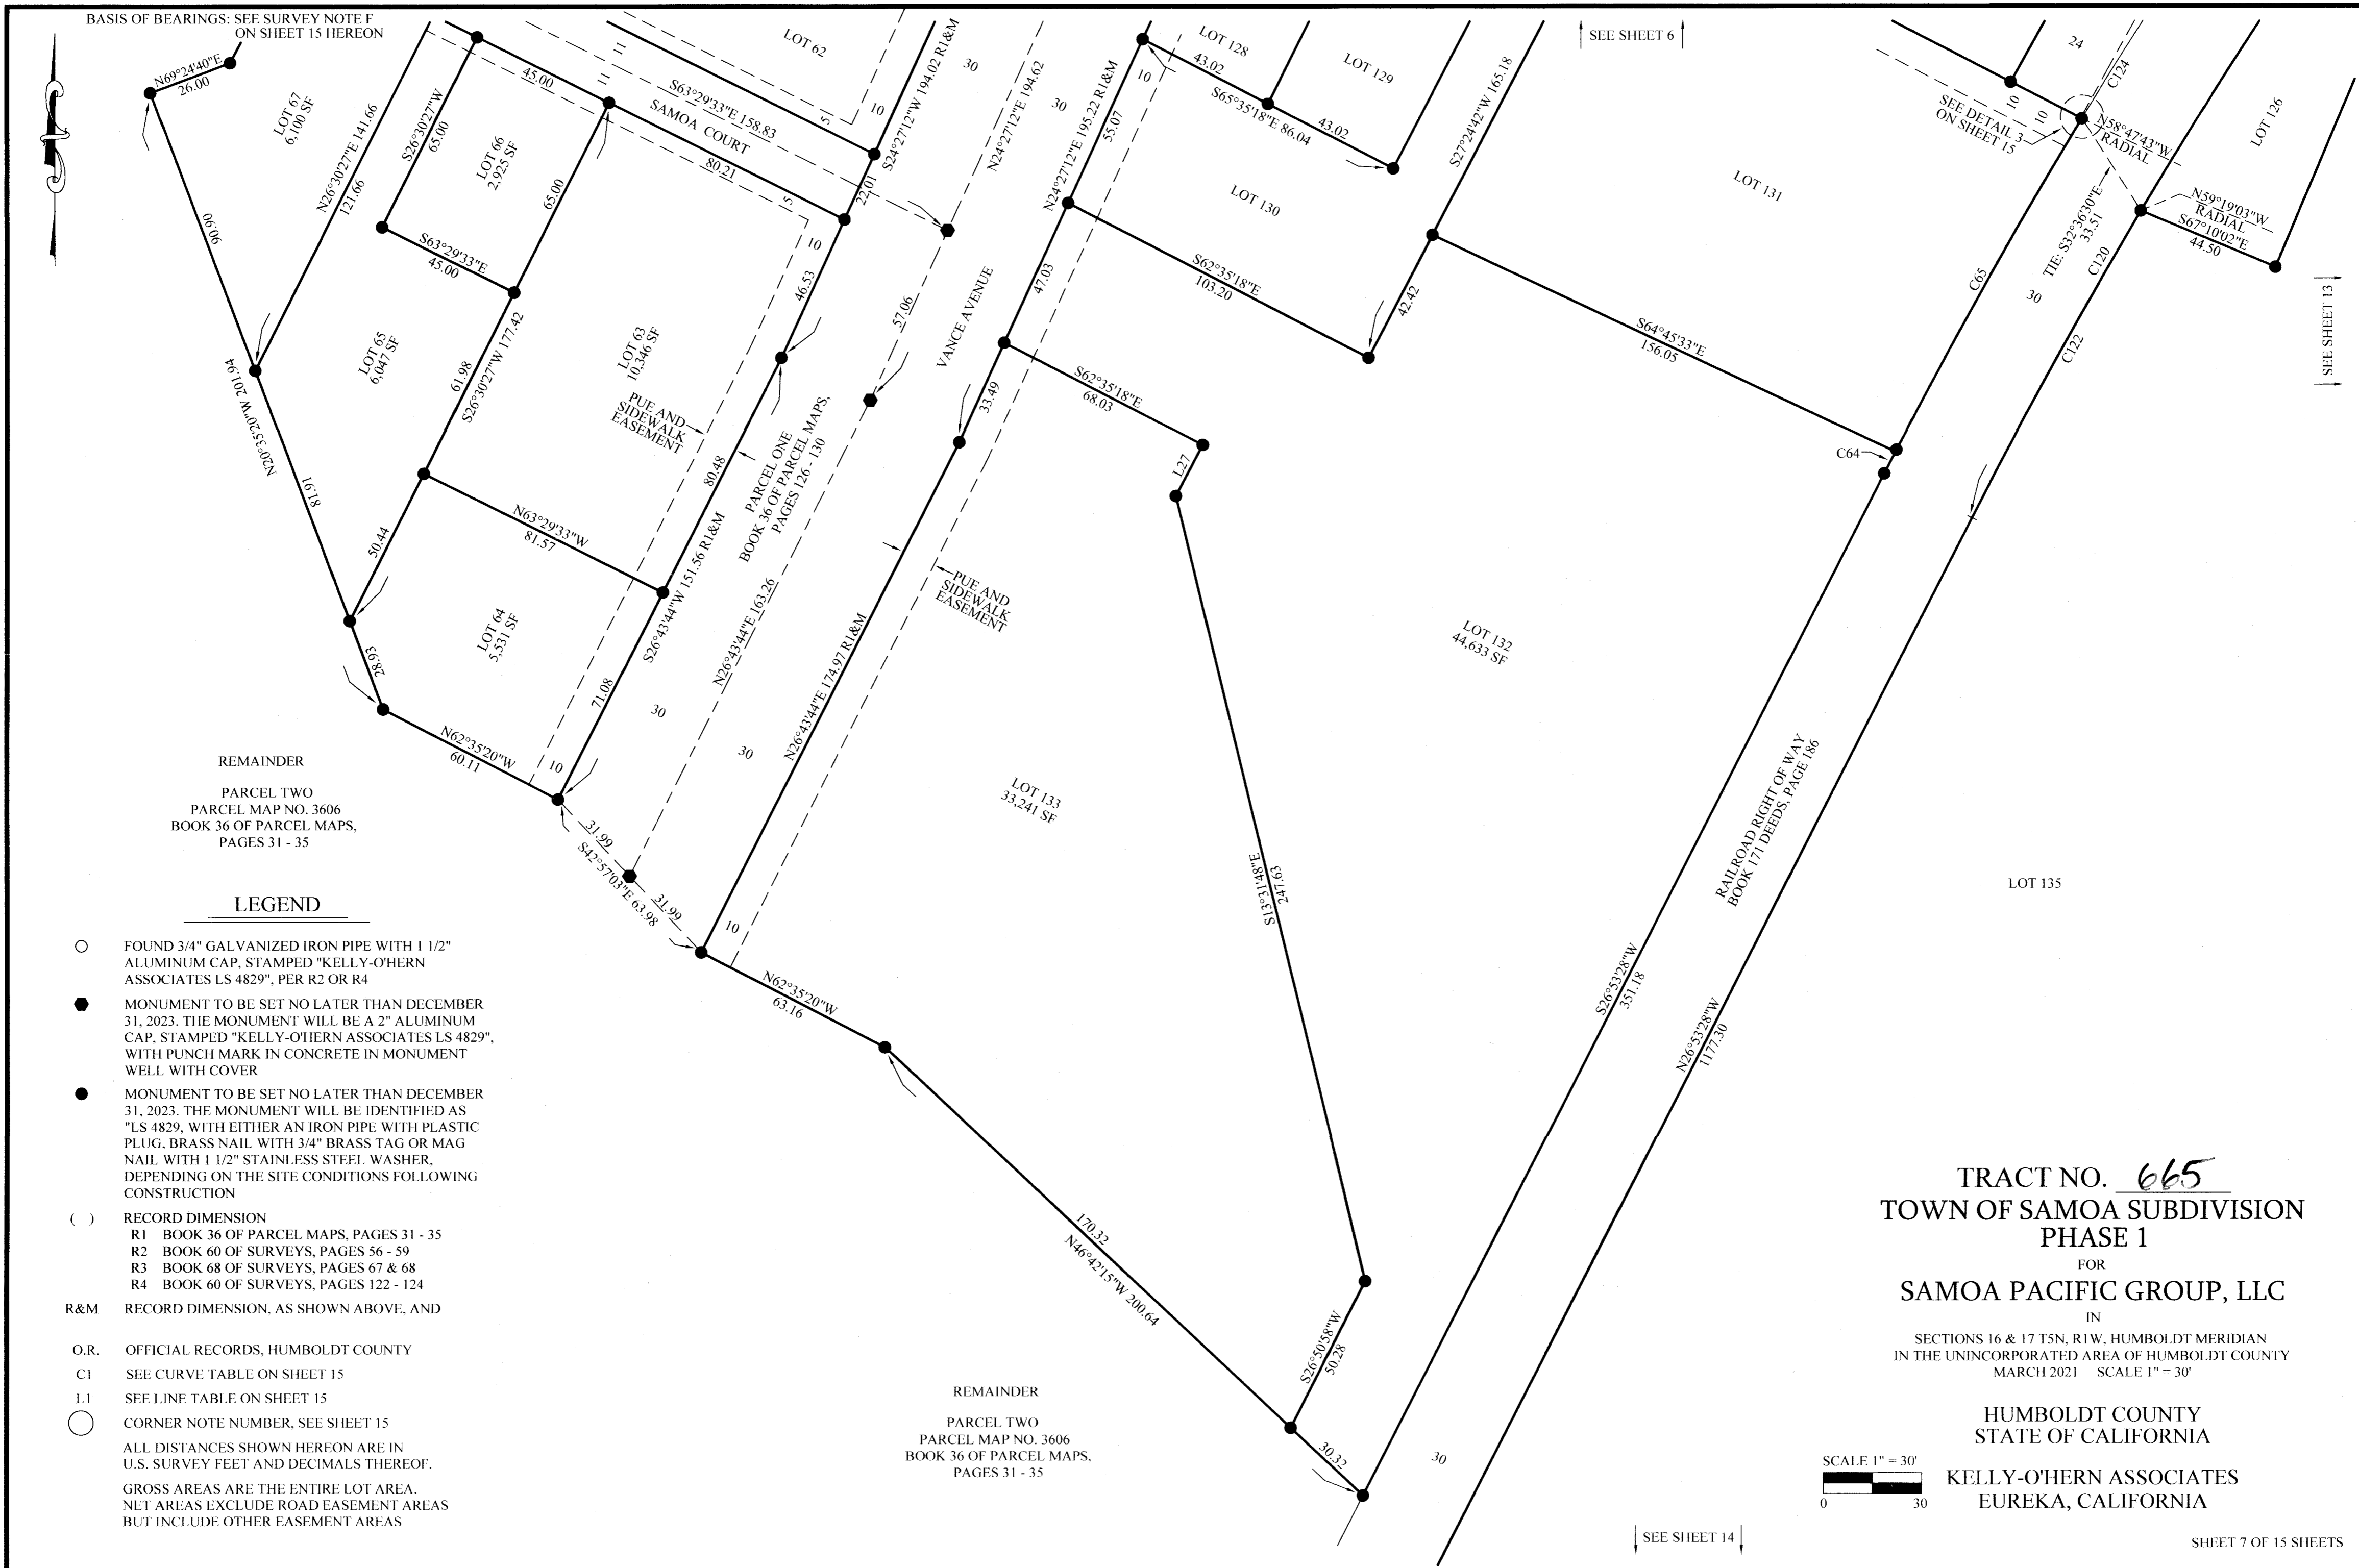 BASIS OF BEARINGS: SEE SURVEY NOTE F
ON SHEET 15 HEREON
N69°24'40"E
26.00
LOT 67
6,100 SF
90.90
N26°30'27"E 141.66
121.66
S26°30'27"W
65.00
LOT 66
2,925 SF
45.00
11
11
65.00
S63°29'33"E
45.00
LOT 62
S63°29'33"E 158.83
SAMOA COURT
80.21
5
10
5
10
22.01
S24°27'12"W 194.02 R1&M
30
N24°27'12"E 194.62
30
46.53
57.06
VANCE AVENUE
LOT 65
6,047 SF
61.98
S26°30'27"W 177.42
LOT 63
10,346 SF
PUE AND
SIDEWALK
EASEMENT
N20°35'20"W 201.94
81.91
50.44
N63°29'33"W
81.57
80.48
PARCEL ONE
BOOK 36 OF PARCEL MAPS,
PAGES 126 - 130
S26°43'44"W 151.56 R1&M
N26°43'44"E 163.26
LOT 64
5,531 SF
28.93
71.08
N62°35'20"W
60.11
10
30
30
31.99
S42°57'03"E 63.98
31.99
LOT 128
43.02
LOT 129
10
S65°35'18"E 86.04
43.02
N24°27'12"E 195.22 R1&M
55.07
47.03
LOT 130
S62°35'18"E
103.20
S27°24'42"W 165.18
42.42
SEE SHEET 6
LOT 131
S64°45'33"E
156.05
33.49
S62°35'18"E
68.03
L27
N26°43'44"E 174.97 R1&M
PUE AND
SIDEWALK
EASEMENT
10
LOT 133
33,241 SF
LOT 132
44,633 SF
S13°31'48"E
247.63
N62°35'20"W
63.16
170.32
N46°42'15"W 200.64
S26°50'58"W
50.28
30.32
30
24
C124
10
10
SEE DETAIL 3
ON SHEET 15
N58°47'43"W
RADIAL
LOT 126
N59°19'03"W
RADIAL
S67°10'02"E
44.50
TIE: S32°36'30"E
33.51
C65
C120
30
C122
C64
SEE SHEET 13
RAILROAD RIGHT OF WAY
BOOK 171 DEEDS, PAGE 186
LOT 135
S26°53'28"W
351.18
N26°53'28"W
1177.30
REMAINDER
PARCEL TWO
PARCEL MAP NO. 3606
BOOK 36 OF PARCEL MAPS,
PAGES 31 - 35
LEGEND
FOUND 3/4" GALVANIZED IRON PIPE WITH 1 1/2"
ALUMINUM CAP, STAMPED "KELLY-O'HERN
ASSOCIATES LS 4829", PER R2 OR R4
MONUMENT TO BE SET NO LATER THAN DECEMBER
31, 2023. THE MONUMENT WILL BE A 2" ALUMINUM
CAP, STAMPED "KELLY-O'HERN ASSOCIATES LS 4829",
WITH PUNCH MARK IN CONCRETE IN MONUMENT
WELL WITH COVER
MONUMENT TO BE SET NO LATER THAN DECEMBER
31, 2023. THE MONUMENT WILL BE IDENTIFIED AS
"LS 4829, WITH EITHER AN IRON PIPE WITH PLASTIC
PLUG, BRASS NAIL WITH 3/4" BRASS TAG OR MAG
NAIL WITH 1 1/2" STAINLESS STEEL WASHER,
DEPENDING ON THE SITE CONDITIONS FOLLOWING
CONSTRUCTION
( ) RECORD DIMENSION
R1 BOOK 36 OF PARCEL MAPS, PAGES 31 - 35
R2 BOOK 60 OF SURVEYS, PAGES 56 - 59
R3 BOOK 68 OF SURVEYS, PAGES 67 & 68
R4 BOOK 60 OF SURVEYS, PAGES 122 - 124
R&M RECORD DIMENSION, AS SHOWN ABOVE, AND
O.R. OFFICIAL RECORDS, HUMBOLDT COUNTY
C1 SEE CURVE TABLE ON SHEET 15
L1 SEE LINE TABLE ON SHEET 15
CORNER NOTE NUMBER, SEE SHEET 15
ALL DISTANCES SHOWN HEREON ARE IN
U.S. SURVEY FEET AND DECIMALS THEREOF.
GROSS AREAS ARE THE ENTIRE LOT AREA.
NET AREAS EXCLUDE ROAD EASEMENT AREAS
BUT INCLUDE OTHER EASEMENT AREAS
REMAINDER
PARCEL TWO
PARCEL MAP NO. 3606
BOOK 36 OF PARCEL MAPS,
PAGES 31 - 35
TRACT NO. 665
TOWN OF SAMOA SUBDIVISION
PHASE 1
FOR
SAMOA PACIFIC GROUP, LLC
IN
SECTIONS 16 & 17 T5N, R1W, HUMBOLDT MERIDIAN
IN THE UNINCORPORATED AREA OF HUMBOLDT COUNTY
MARCH 2021 SCALE 1" = 30'
HUMBOLDT COUNTY
STATE OF CALIFORNIA
SCALE 1" = 30'
0 30
KELLY-O'HERN ASSOCIATES
EUREKA, CALIFORNIA
SEE SHEET 14
SHEET 7 OF 15 SHEETS